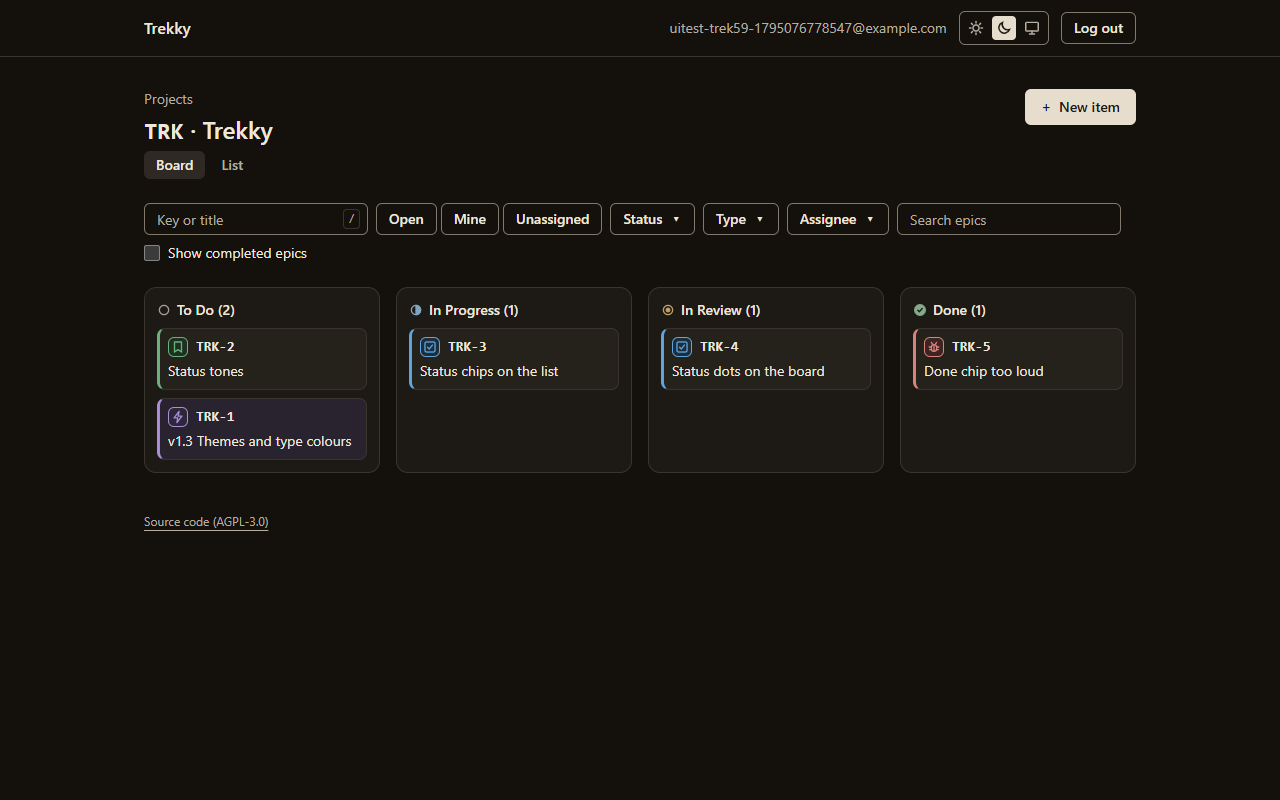 Trekky
uitest-trek59-1795076778547@example.com
Log out
Projects
TRK · Trekky
+ New item
Board
List
Key or title
/
Open
Mine
Unassigned
Status ▼
Type ▼
Assignee ▼
Search epics
Show completed epics
To Do (2)
TRK-2
Status tones
TRK-1
v1.3 Themes and type colours
In Progress (1)
TRK-3
Status chips on the list
In Review (1)
TRK-4
Status dots on the board
Done (1)
TRK-5
Done chip too loud
Source code (AGPL-3.0)